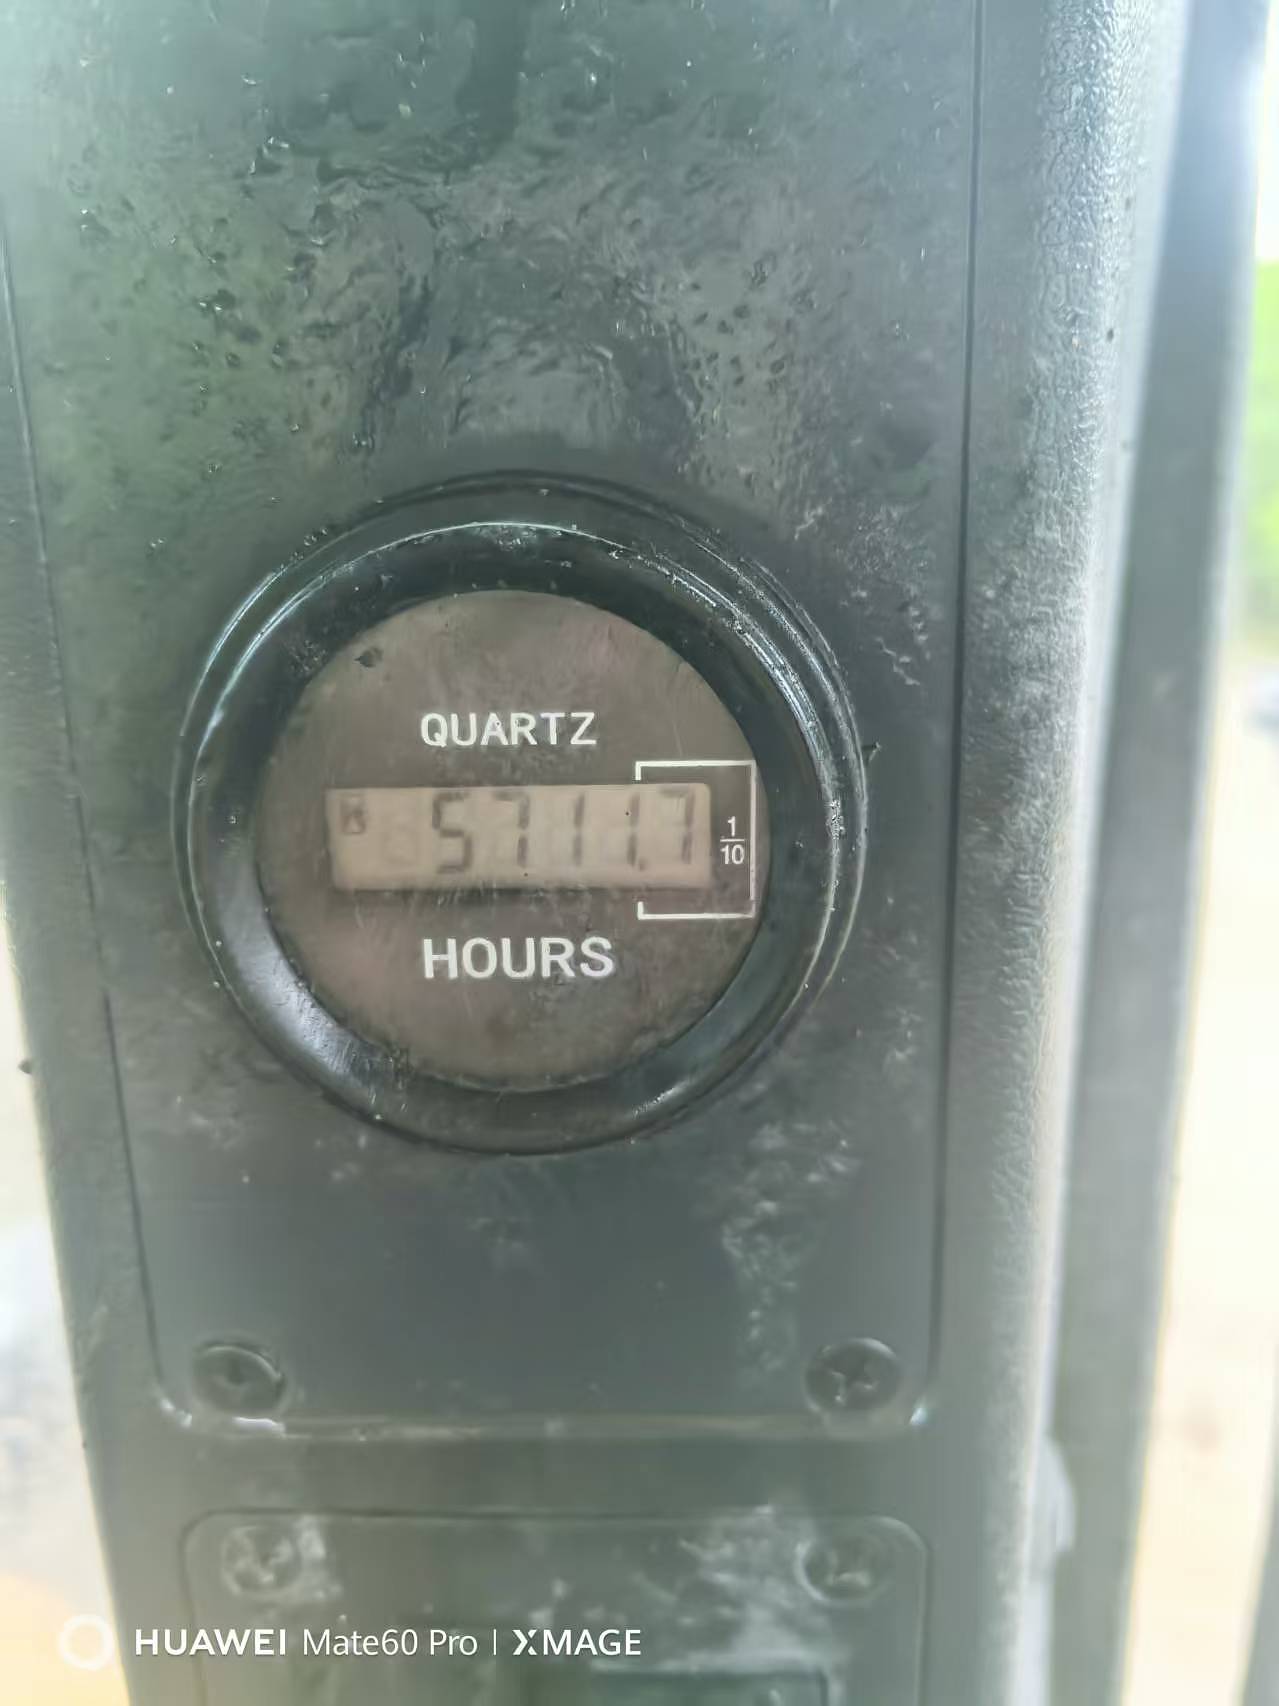 QUARTZ
5711.7
1
10
HOURS
HUAWEI Mate60 Pro | XMAGE